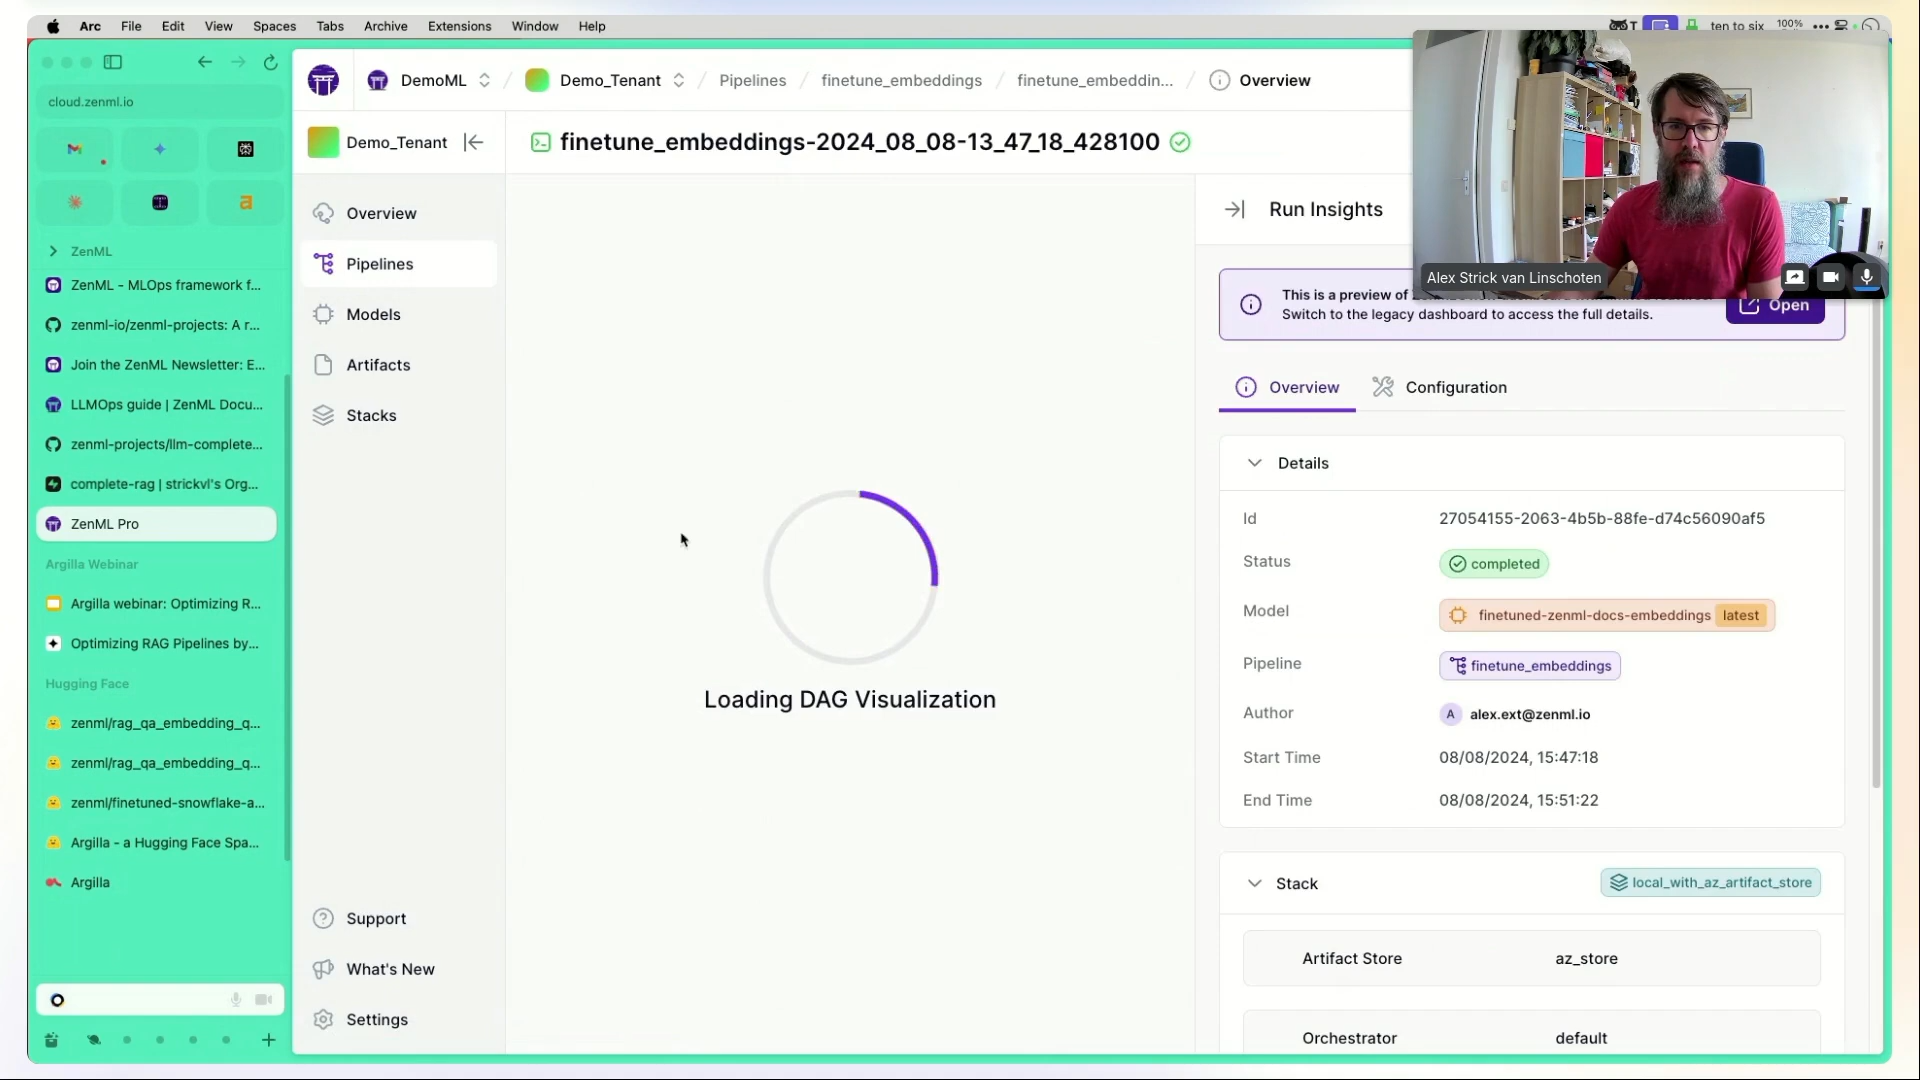 Arc File Edit View Spaces Tabs Archive Extensions Window Help
T ten to six 100%
cloud.zenml.io
ZenML
ZenML - MLOps framework f...
zenml-io/zenml-projects: A r...
Join the ZenML Newsletter: E...
LLMOps guide | ZenML Docu...
zenml-projects/llm-complete...
complete-rag | strickvl's Org...
ZenML Pro
Argilla Webinar
Argilla webinar: Optimizing R...
Optimizing RAG Pipelines by...
Hugging Face
zenml/rag_qa_embedding_q...
zenml/rag_qa_embedding_q...
zenml/finetuned-snowflake-a...
Argilla - a Hugging Face Spa...
Argilla
DemoML / Demo_Tenant / Pipelines / finetune_embeddings / finetune_embeddin... / Overview
Demo_Tenant
finetune_embeddings-2024_08_08-13_47_18_428100
Overview
Pipelines
Models
Artifacts
Stacks
Support
What's New
Settings
Loading DAG Visualization
Run Insights
Alex Strick van Linschoten
This is a preview of
Switch to the legacy dashboard to access the full details.
Open
Overview Configuration
Details
Id 27054155-2063-4b5b-88fe-d74c56090af5
Status completed
Model finetuned-zenml-docs-embeddings latest
Pipeline finetune_embeddings
Author A alex.ext@zenml.io
Start Time 08/08/2024, 15:47:18
End Time 08/08/2024, 15:51:22
Stack local_with_az_artifact_store
Artifact Store az_store
Orchestrator default